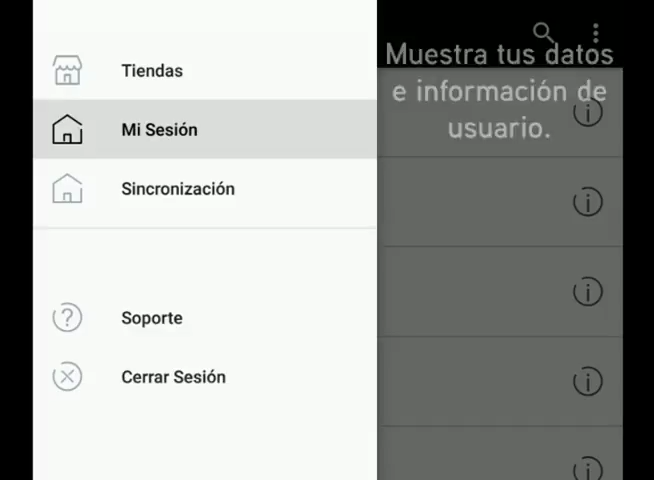 Tiendas
Mi Sesión
Sincronización
Soporte
Cerrar Sesión
Muestra tus datos
e información de
usuario.